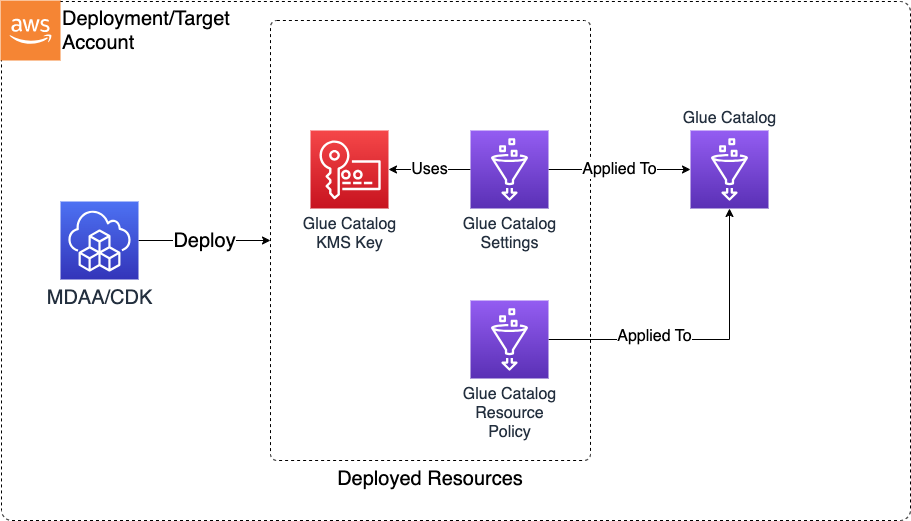 aws
Deployment/Target
Account
Glue Catalog
Uses
Applied To
Glue Catalog
KMS Key
Glue Catalog
Settings
Deploy
MDAA/CDK
Applied To
Glue Catalog
Resource
Policy
Deployed Resources